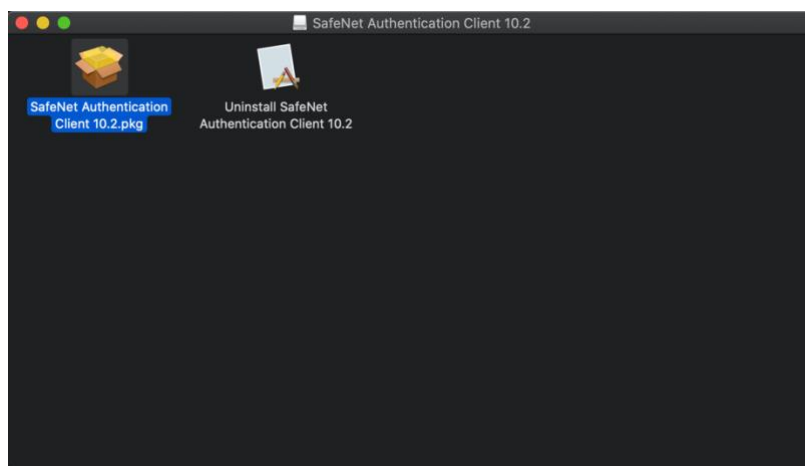 SafeNet Authentication Client 10.2
SafeNet Authentication
Client 10.2.pkg
Uninstall SafeNet
Authentication Client 10.2